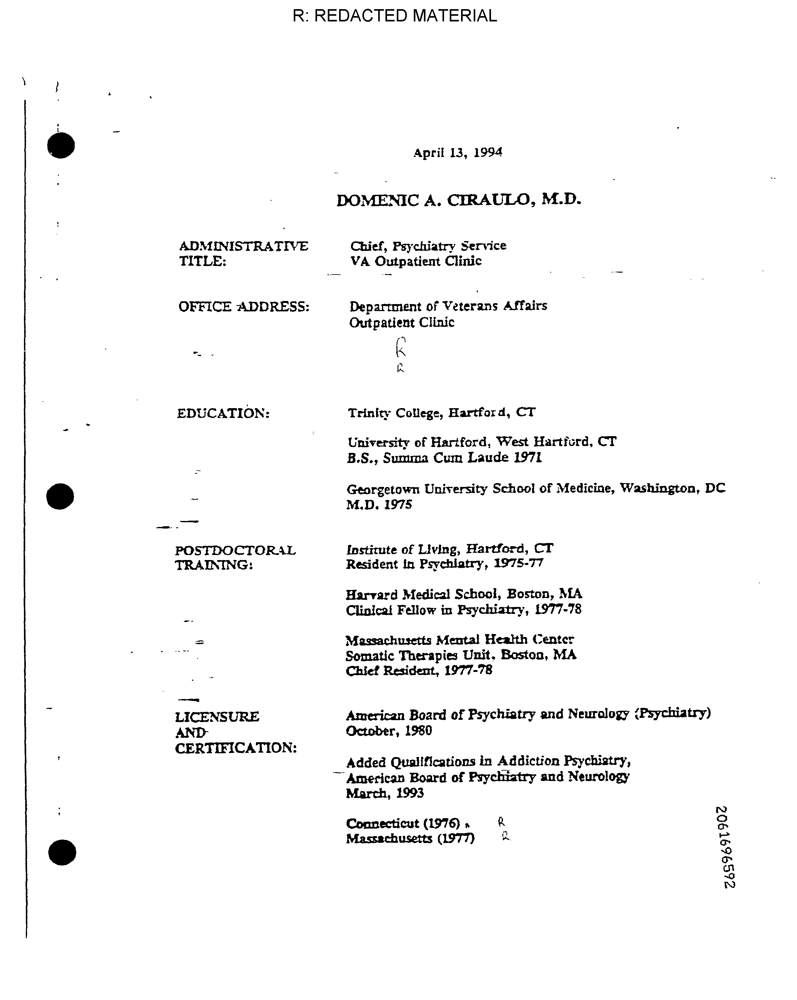 R: REDACTED MATERIAL
April 13, 1994
DOMENIC A. CIRAULO, M.D.
ADMINISTRATIVE Chief, Psychiatry Service
TITLE: VA Outpatient Clinic
OFFICE ADDRESS: Department of Veterans Affairs
Outpatient Clinic
R
R
EDUCATION: Trinity College, Hartford, CT
University of Hartford, West Hartford, CT
B.S., Summa Cum Laude 1971
Georgetown University School of Medicine, Washington, DC
M.D. 1975
POSTDOCTORAL Institute of Living, Hartford, CT
TRAINING: Resident in Psychiatry, 1975-77
Harvard Medical School, Boston, MA
Clinical Fellow in Psychiatry, 1977-78
Massachusetts Mental Health Center
Somatic Therapies Unit, Boston, MA
Chief Resident, 1977-78
LICENSURE American Board of Psychiatry and Neurology (Psychiatry)
AND October, 1980
CERTIFICATION:
Added Qualifications in Addiction Psychiatry,
American Board of Psychiatry and Neurology
March, 1993
Connecticut (1976) R
Massachusetts (1977) R
2061696592